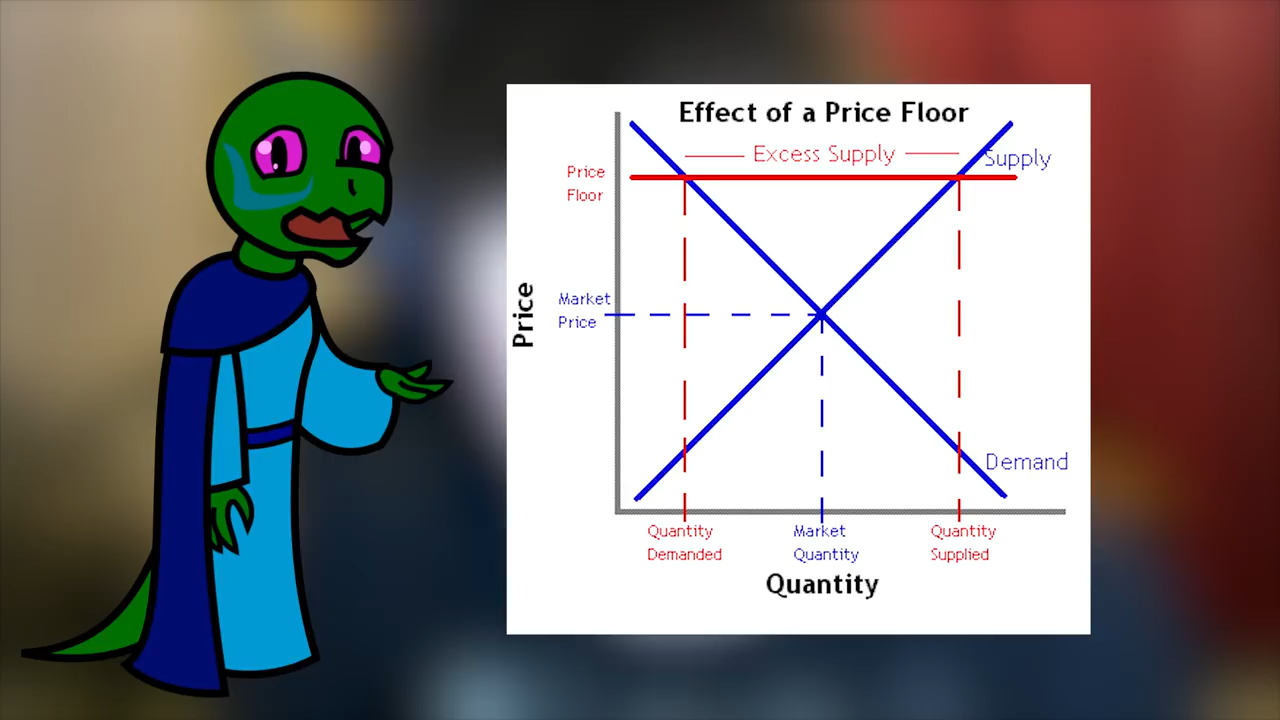 Effect of a Price Floor
Excess Supply
Supply
Price
Floor
Market
Price
Price
Demand
Quantity
Demanded
Market
Quantity
Quantity
Supplied
Quantity